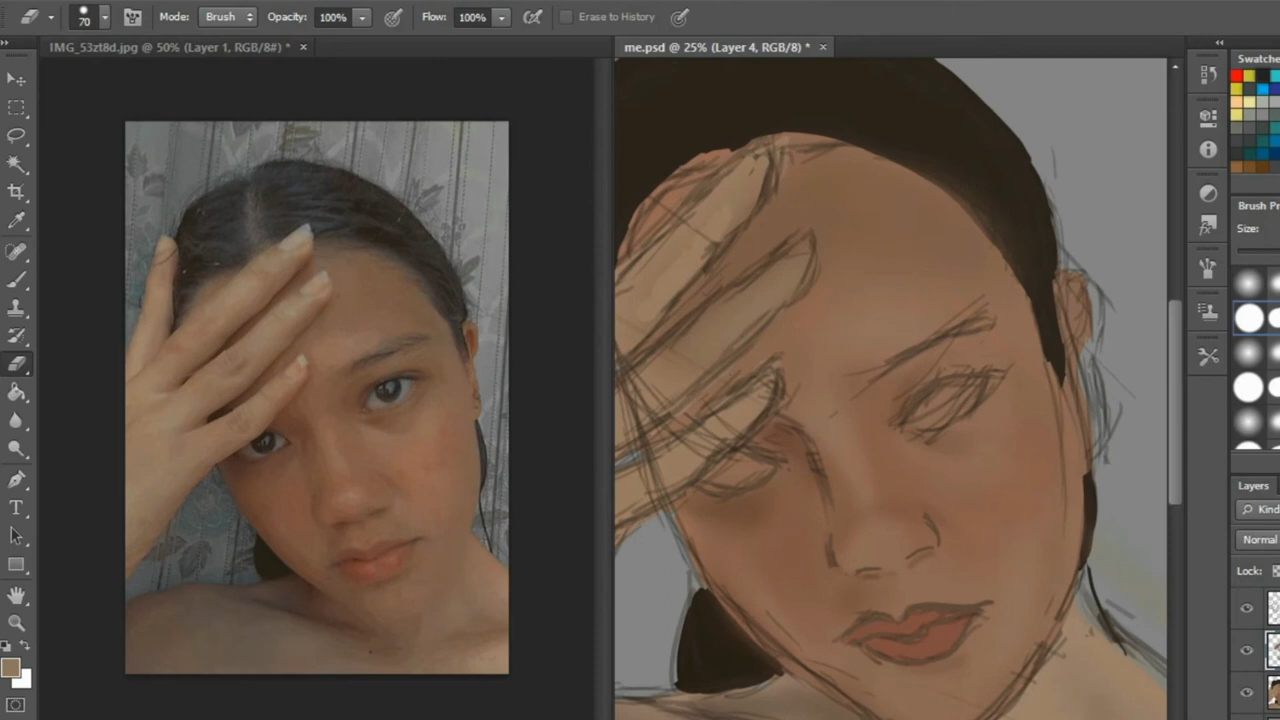 70 Mode: Brush Opacity: 100% Flow: 100% Erase to History
IMG_53zt8d.jpg @ 50% (Layer 1, RGB/8#) * ×
me.psd @ 25% (Layer 4, RGB/8) * ×
Swatche
Brush Pr
Size:
Layers
Kind
Normal
Lock:
T